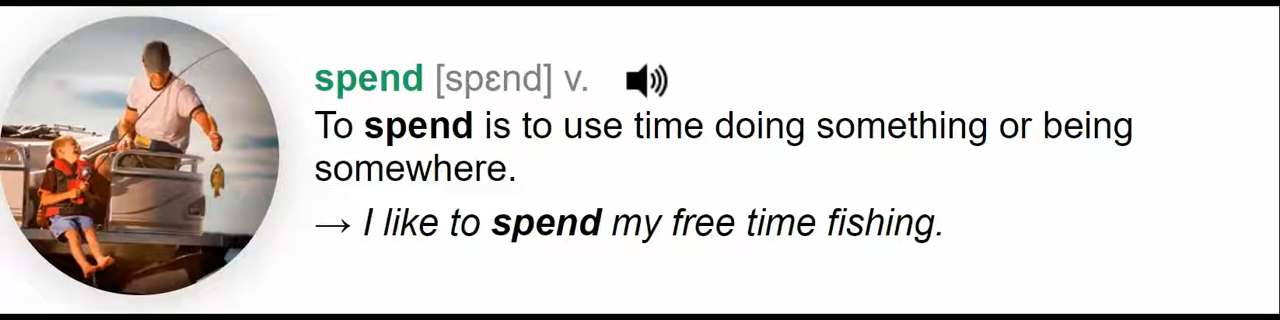 spend [spɛnd] v.
To spend is to use time doing something or being
somewhere.
→ I like to spend my free time fishing.